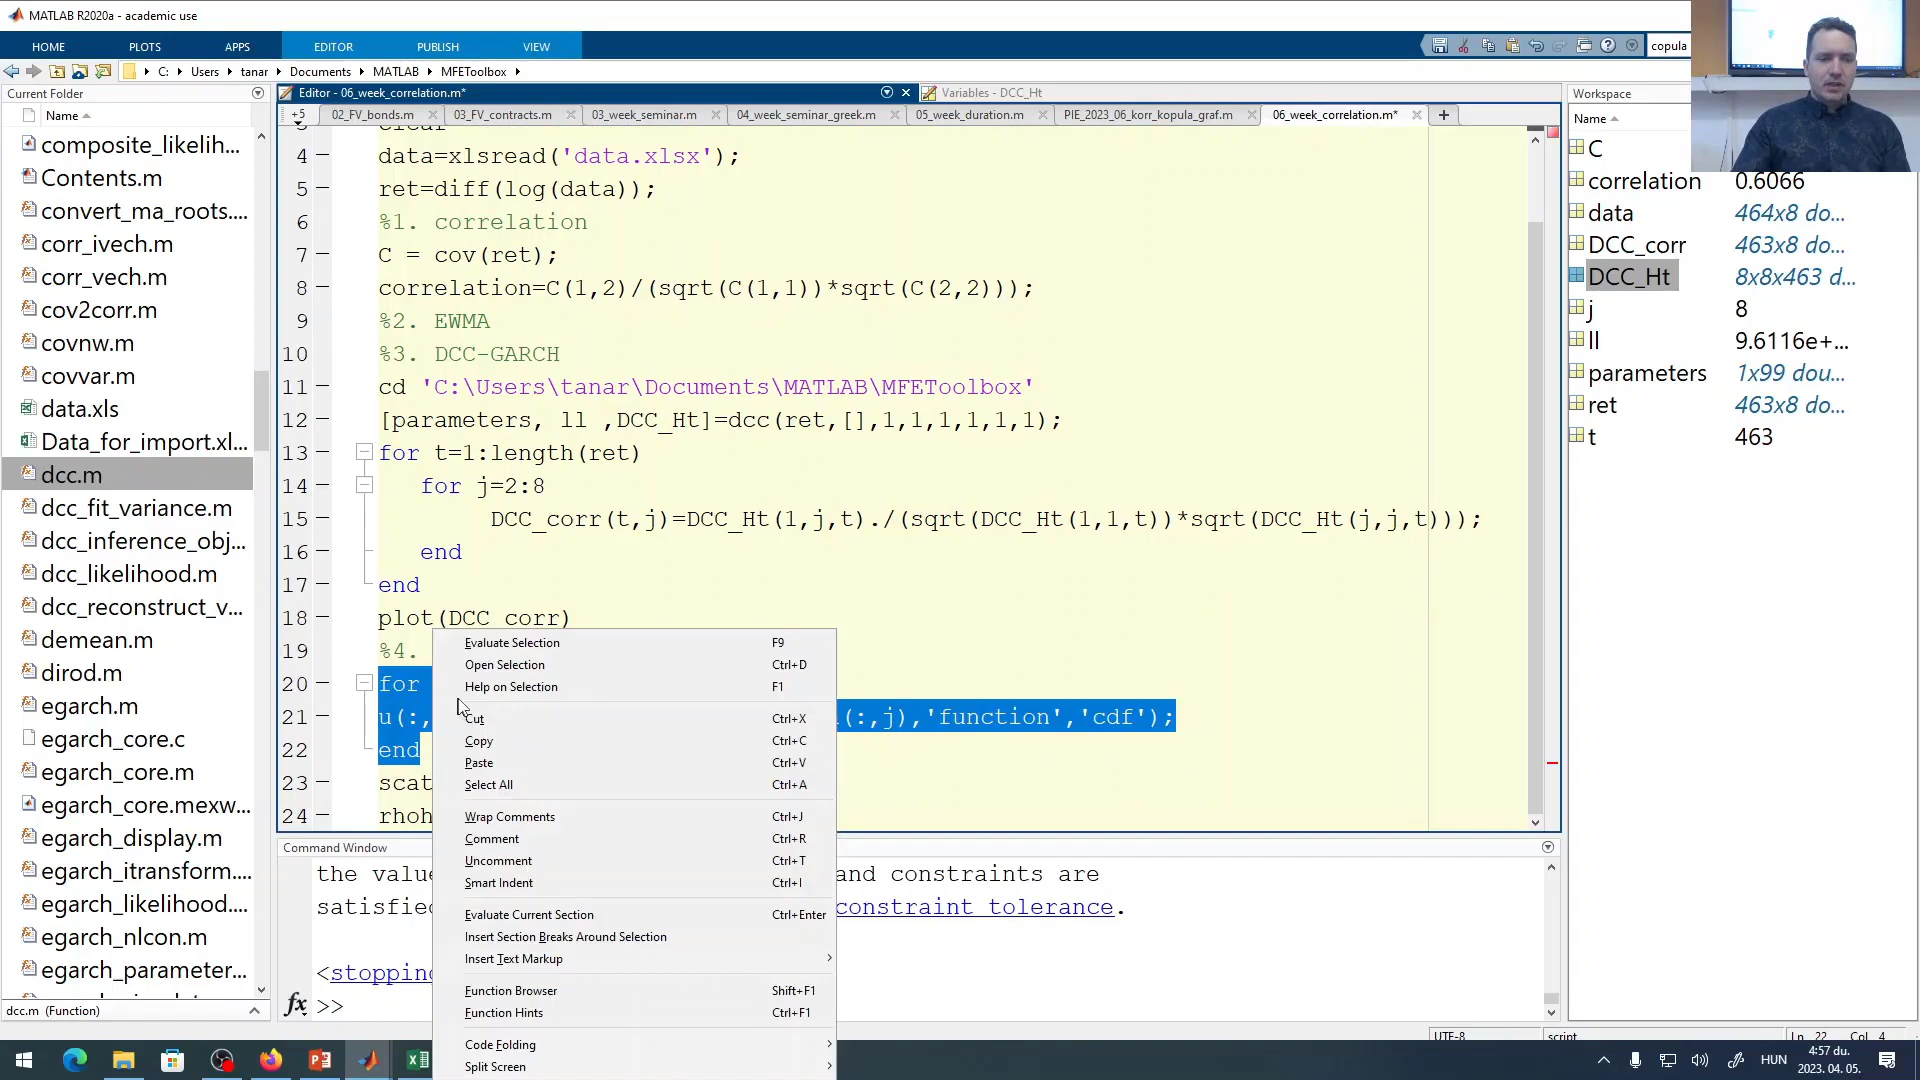 MATLAB R2020a - academic use
HOME PLOTS APPS EDITOR PUBLISH VIEW
copula
C: Users tanar Documents MATLAB MFEToolbox
Current Folder
Name
composite_likelih...
Contents.m
convert_ma_roots....
corr_ivech.m
corr_vech.m
cov2corr.m
covnw.m
covvar.m
data.xls
Data_for_import.xl...
dcc.m
dcc_fit_variance.m
dcc_inference_obj...
dcc_likelihood.m
dcc_reconstruct_v...
demean.m
dirod.m
egarch.m
egarch_core.c
egarch_core.m
egarch_core.mexw...
egarch_display.m
egarch_itransform....
egarch_likelihood....
egarch_nlcon.m
egarch_parameter...
dcc.m (Function)
Editor - 06_week_correlation.m*
Variables - DCC_Ht
+5 02_FV_bonds.m 03_FV_contracts.m 03_week_seminar.m 04_week_seminar_greek.m 05_week_duration.m PIE_2023_06_korr_kopula_graf.m 06_week_correlation.m*
clear
4 data=xlsread('data.xlsx');
5 ret=diff(log(data));
6 %1. correlation
7 C = cov(ret);
8 correlation=C(1,2)/(sqrt(C(1,1))*sqrt(C(2,2)));
9 %2. EWMA
10 %3. DCC-GARCH
11 cd 'C:\Users\tanar\Documents\MATLAB\MFEToolbox'
12 [parameters, ll ,DCC_Ht]=dcc(ret,[],1,1,1,1,1,1);
13 for t=1:length(ret)
14 for j=2:8
15 DCC_corr(t,j)=DCC_Ht(1,j,t)./(sqrt(DCC_Ht(1,1,t))*sqrt(DCC_Ht(j,j,t)));
16 end
17 end
18 plot(DCC_corr)
19 %4.
20 for
21 u(:, (:,j),'function','cdf');
22 end
23 scat
24 rhoh
Evaluate Selection F9
Open Selection Ctrl+D
Help on Selection F1
Cut Ctrl+X
Copy Ctrl+C
Paste Ctrl+V
Select All Ctrl+A
Wrap Comments Ctrl+J
Comment Ctrl+R
Uncomment Ctrl+T
Smart Indent Ctrl+I
Evaluate Current Section Ctrl+Enter
Insert Section Breaks Around Selection
Insert Text Markup
Function Browser Shift+F1
Function Hints Ctrl+F1
Code Folding
Split Screen
Command Window
the value and constraints are
satisfied constraint tolerance.
<stopping
fx >>
Workspace
Name
C
correlation 0.6066
data 464x8 do...
DCC_corr 463x8 do...
DCC_Ht 8x8x463 d...
j 8
ll 9.6116e+...
parameters 1x99 dou...
ret 463x8 do...
t 463
UTF-8 script Ln 22 Col 4
HUN
4:57 du.
2023. 04. 05.